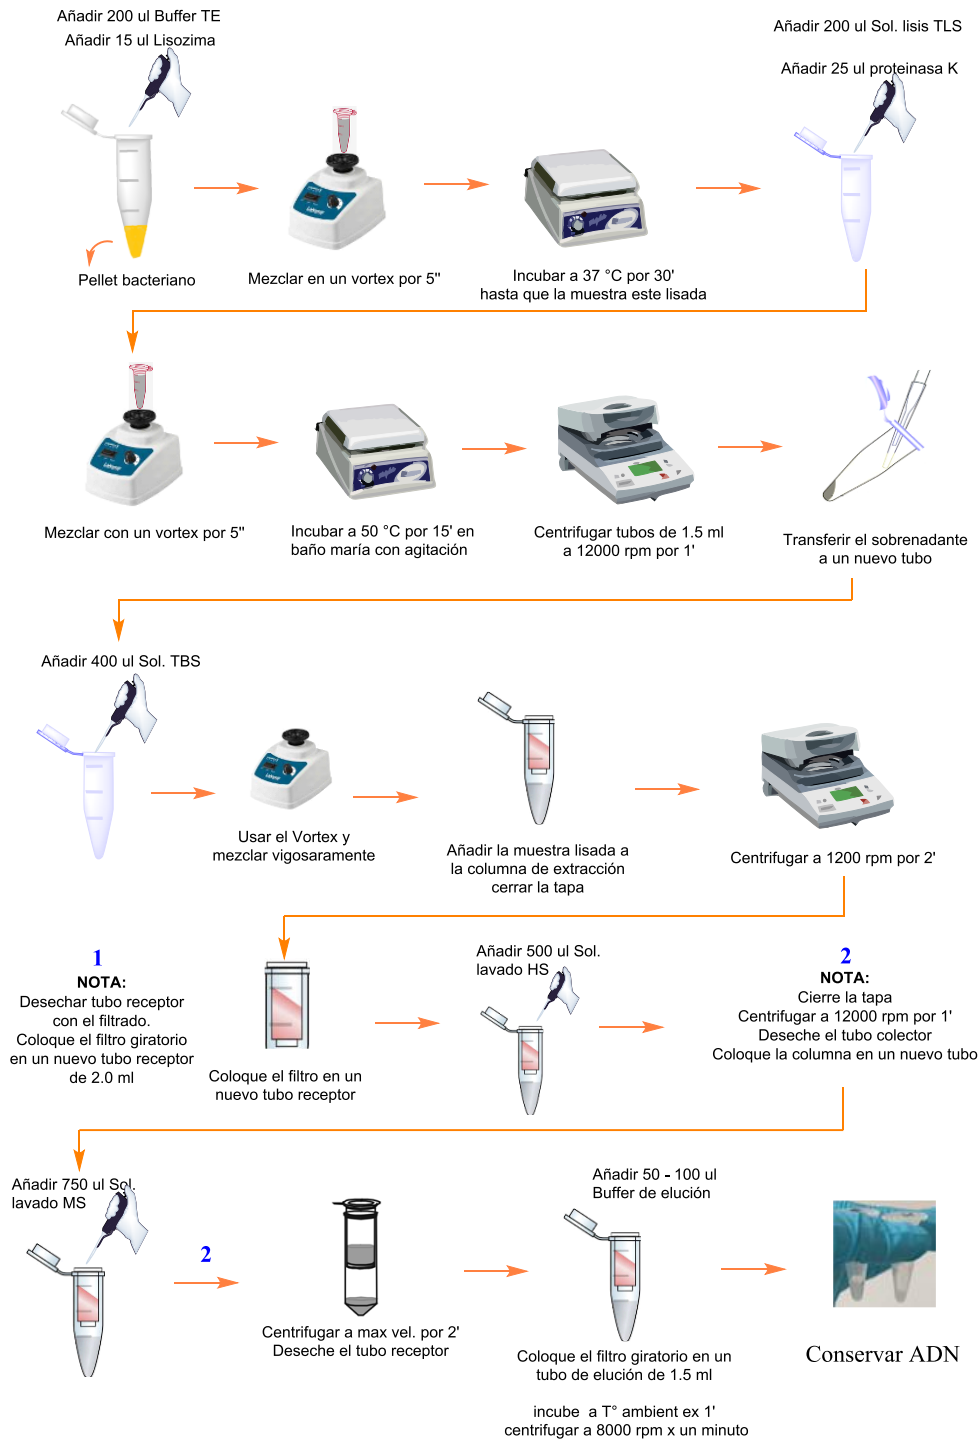 Añadir 200 ul Buffer TE
Añadir 15 ul Lisozima
Añadir 200 ul Sol. lisis TLS
Añadir 25 ul proteinasa K
Pellet bacteriano
Mezclar en un vortex por 5"
Incubar a 37 °C por 30'
hasta que la muestra este lisada
Mezclar con un vortex por 5"
Incubar a 50 °C por 15' en
baño maría con agitación
Centrifugar tubos de 1.5 ml
a 12000 rpm por 1'
Transferir el sobrenadante
a un nuevo tubo
Añadir 400 ul Sol. TBS
Usar el Vortex y
mezclar vigosaramente
Añadir la muestra lisada a
la columna de extracción
cerrar la tapa
Centrifugar a 1200 rpm por 2'
1
NOTA:
Desechar tubo receptor
con el filtrado.
Coloque el filtro giratorio
en un nuevo tubo receptor
de 2.0 ml
Coloque el filtro en un
nuevo tubo receptor
Añadir 500 ul Sol.
lavado HS
2
NOTA:
Cierre la tapa
Centrifugar a 12000 rpm por 1'
Deseche el tubo colector
Coloque la columna en un nuevo tubo
Añadir 750 ul Sol.
lavado MS
2
Centrifugar a max vel. por 2'
Deseche el tubo receptor
Añadir 50 - 100 ul
Buffer de elución
Coloque el filtro giratorio en un
tubo de elución de 1.5 ml
incube a T° ambient ex 1'
centrifugar a 8000 rpm x un minuto
Conservar ADN